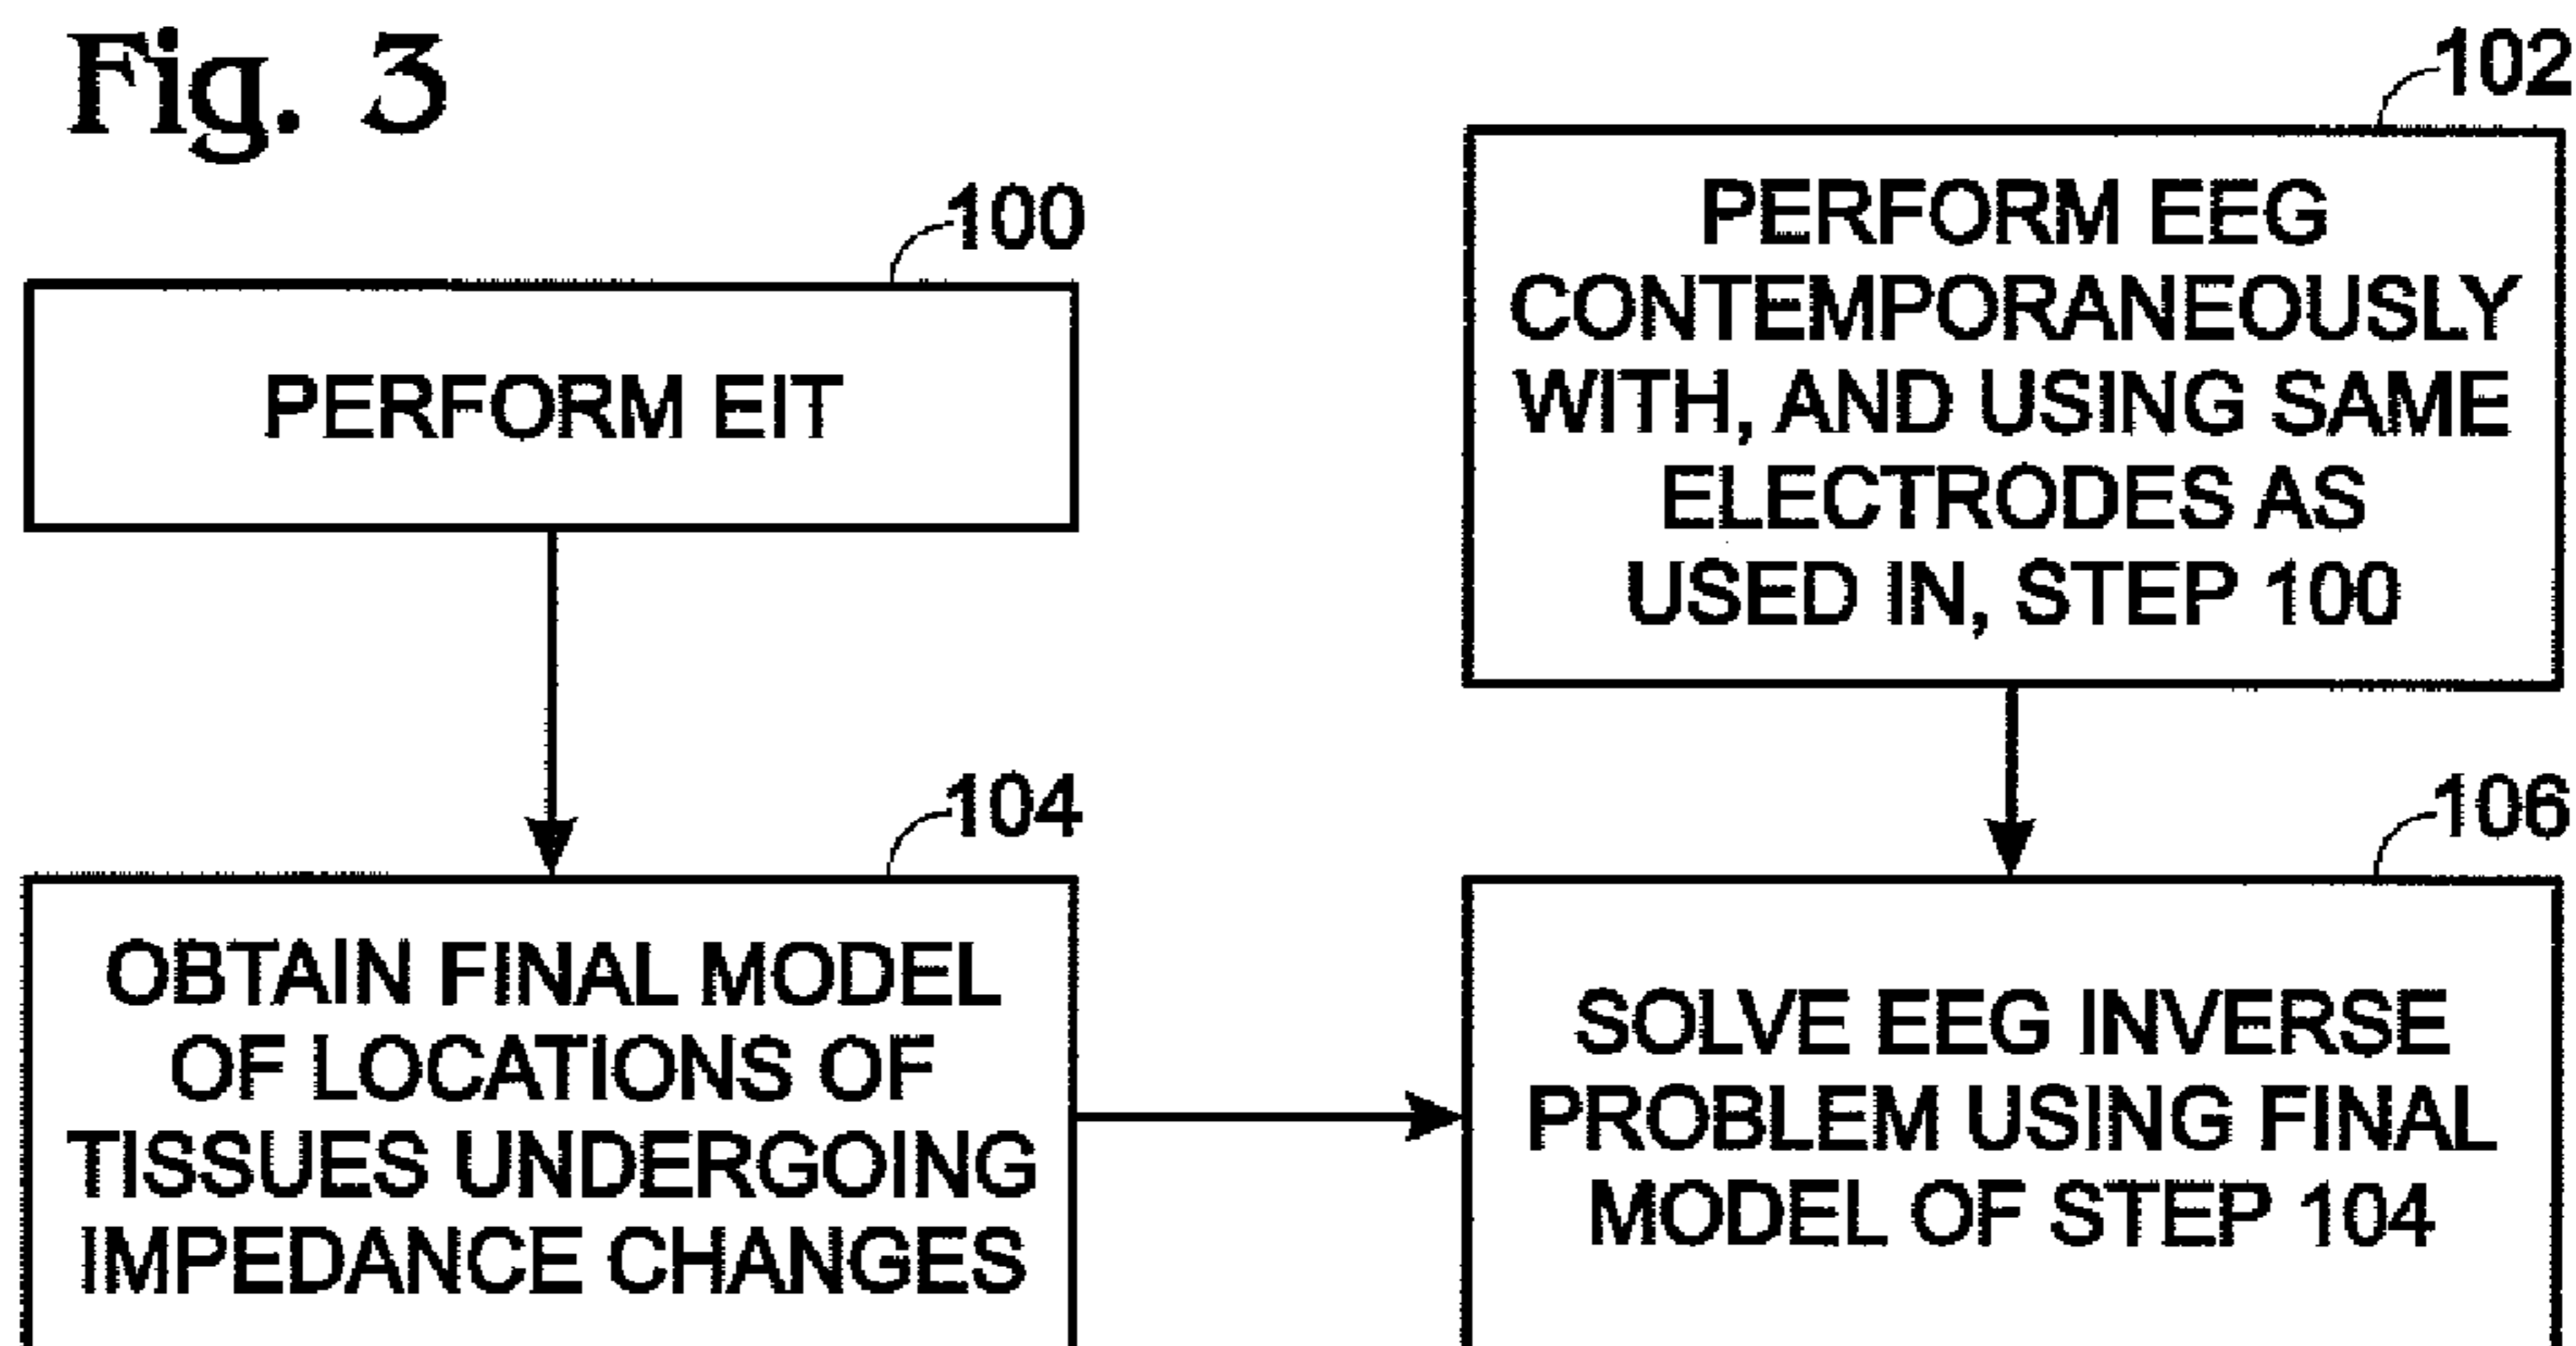 Fig. 3
100
PERFORM EIT
102
PERFORM EEG
CONTEMPORANEOUSLY
WITH, AND USING SAME
ELECTRODES AS
USED IN, STEP 100
104
OBTAIN FINAL MODEL
OF LOCATIONS OF
TISSUES UNDERGOING
IMPEDANCE CHANGES
106
SOLVE EEG INVERSE
PROBLEM USING FINAL
MODEL OF STEP 104